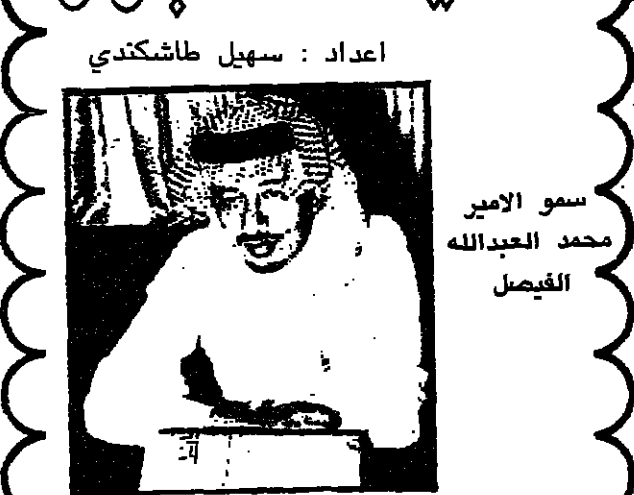 اعداد : سهيل طاشكندي
سمو الامير
محمد العبدالله
الفيصل